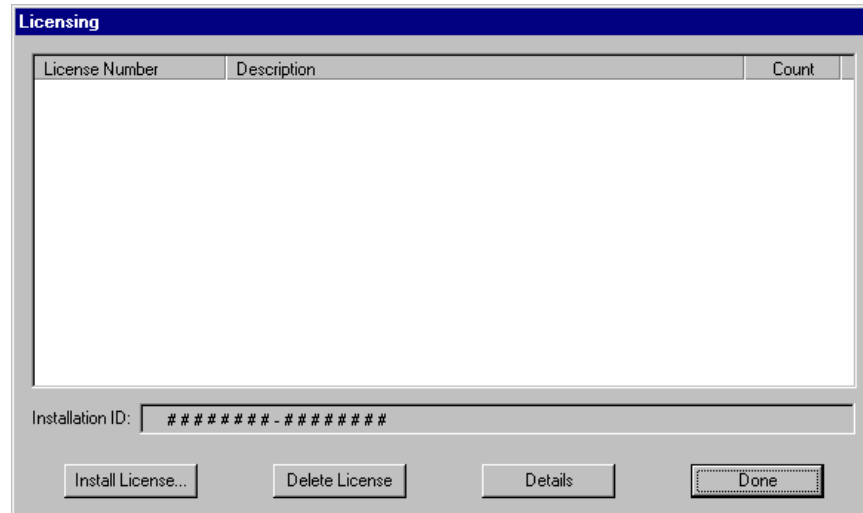 Licensing
License Number Description Count
Installation ID: ########-########
Install License... Delete License Details Done